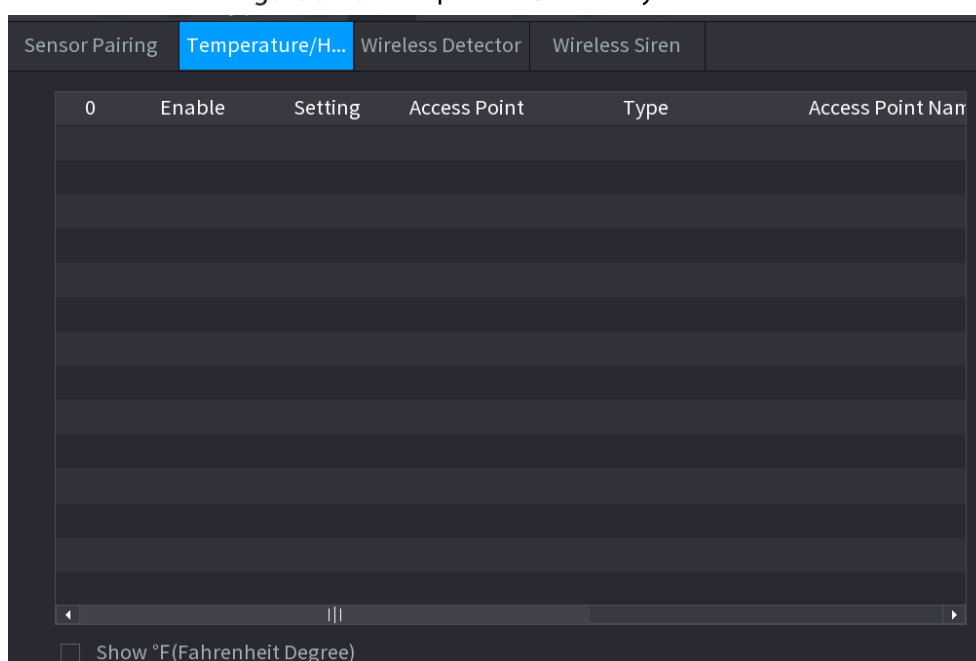 Sensor Pairing Temperature/H... Wireless Detector Wireless Siren
0 Enable Setting Access Point Type Access Point Nam
Show °F(Fahrenheit Degree)